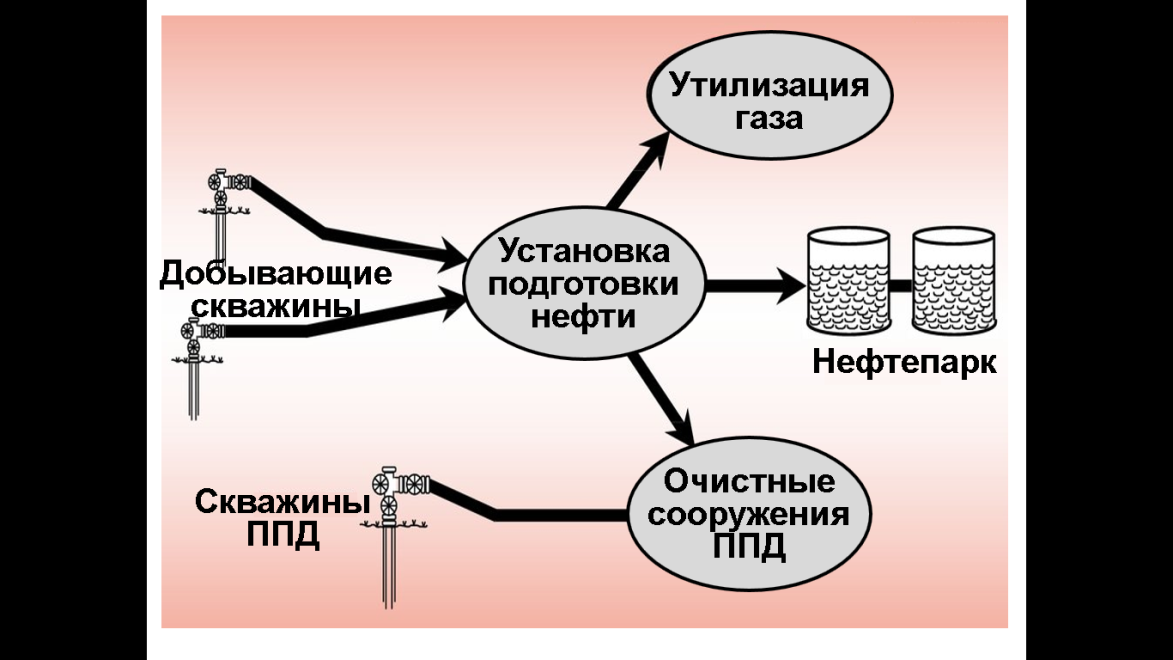 Утилизация
газа
Добывающие
скважины
Установка
подготовки
нефти
Нефтепарк
Скважины
ППД
Очистные
сооружения
ППД